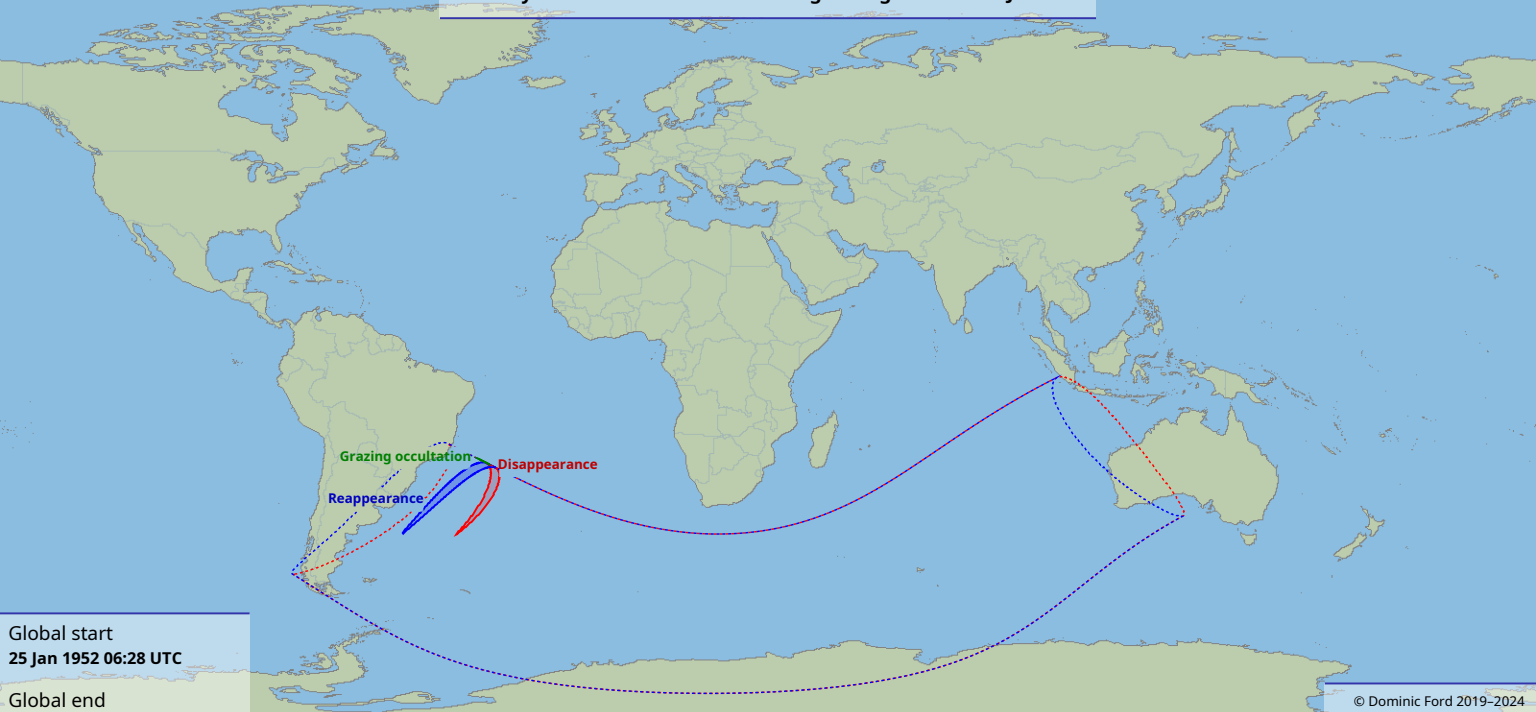 Grazing occultation
Disappearance
Reappearance
Global start
25 Jan 1952 06:28 UTC
Global end
© Dominic Ford 2019–2024